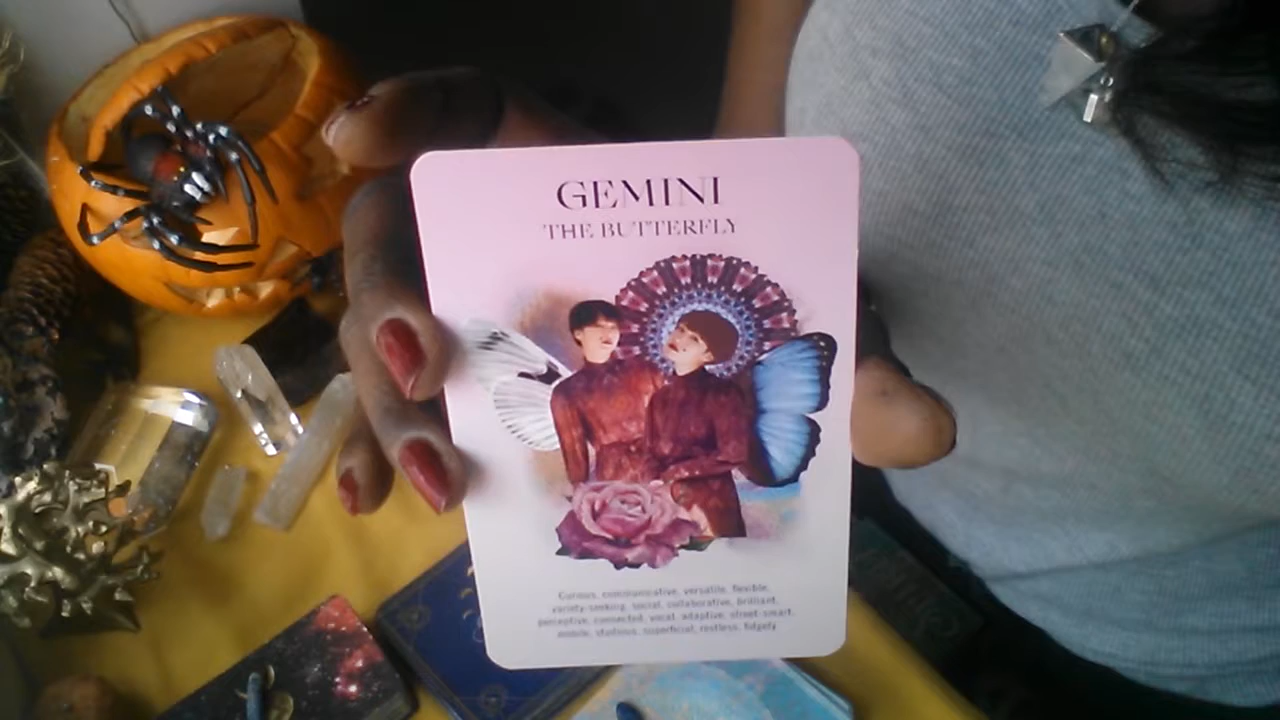 GEMINI
THE BUTTERFLY
Curious, communicative, versatile, flexible,
variety-seeking, social, collaborative, brilliant,
perceptive, connected, vocal, adaptive, street-smart,
mobile, studious, superficial, restless, fidgety